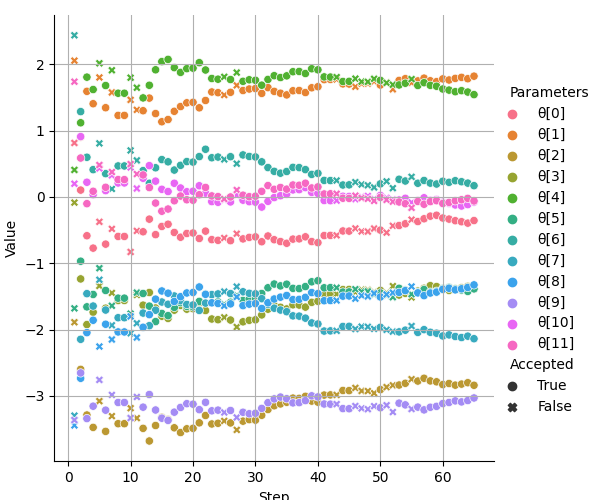 2
1
0
−1
−2
−3
Value
0
10
20
30
40
50
60
Step
Parameters
θ[0]
θ[1]
θ[2]
θ[3]
θ[4]
θ[5]
θ[6]
θ[7]
θ[8]
θ[9]
θ[10]
θ[11]
Accepted
True
False